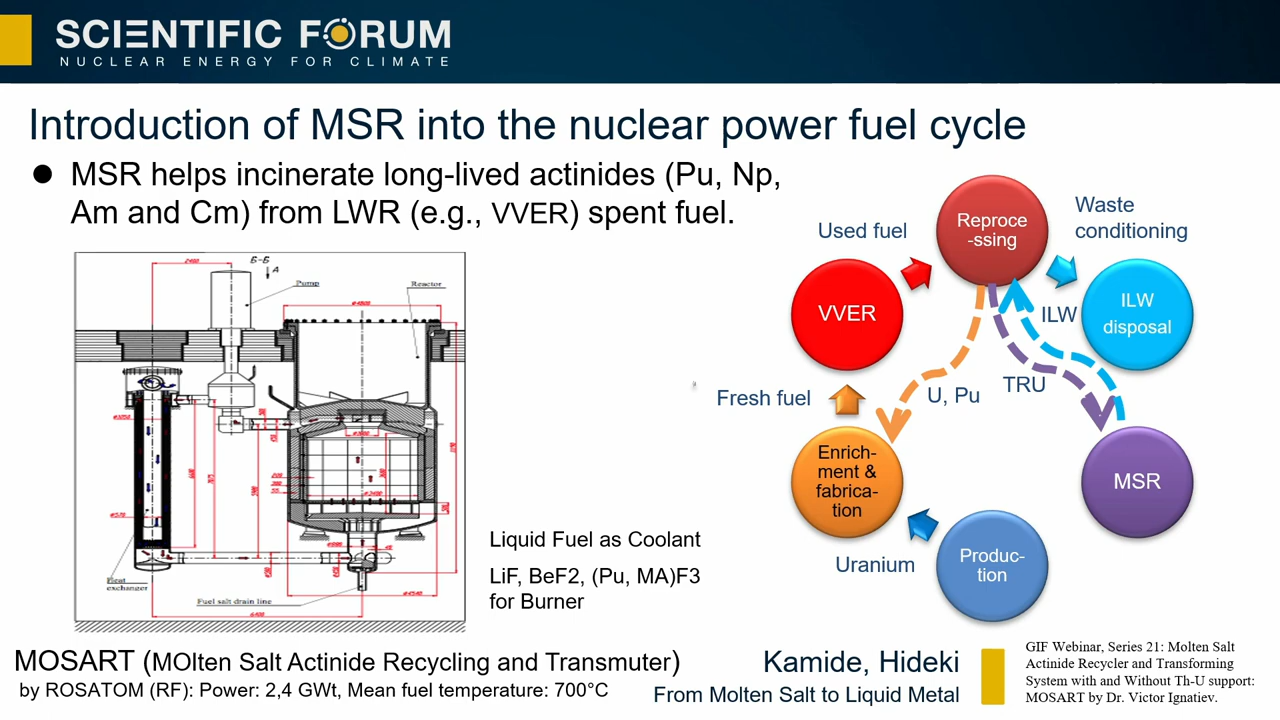 SCIENTIFIC FORUM
NUCLEAR ENERGY FOR CLIMATE
Introduction of MSR into the nuclear power fuel cycle
● MSR helps incinerate long-lived actinides (Pu, Np,
Am and Cm) from LWR (e.g., VVER) spent fuel.
Б-Б
A
Pump
Reactor
Heat
exchanger
Fuel salt drain line
Liquid Fuel as Coolant
LiF, BeF2, (Pu, MA)F3
for Burner
Used fuel
Reproce
-ssing
Waste
conditioning
VVER
ILW
ILW
disposal
Fresh fuel
U, Pu
TRU
Enrich-
ment &
fabrica-
tion
MSR
Uranium
Produc-
tion
MOSART (MOlten Salt Actinide Recycling and Transmuter)
by ROSATOM (RF): Power: 2,4 GWt, Mean fuel temperature: 700°C
Kamide, Hideki
From Molten Salt to Liquid Metal
GIF Webinar, Series 21: Molten Salt
Actinide Recycler and Transforming
System with and Without Th-U support:
MOSART by Dr. Victor Ignatiev.